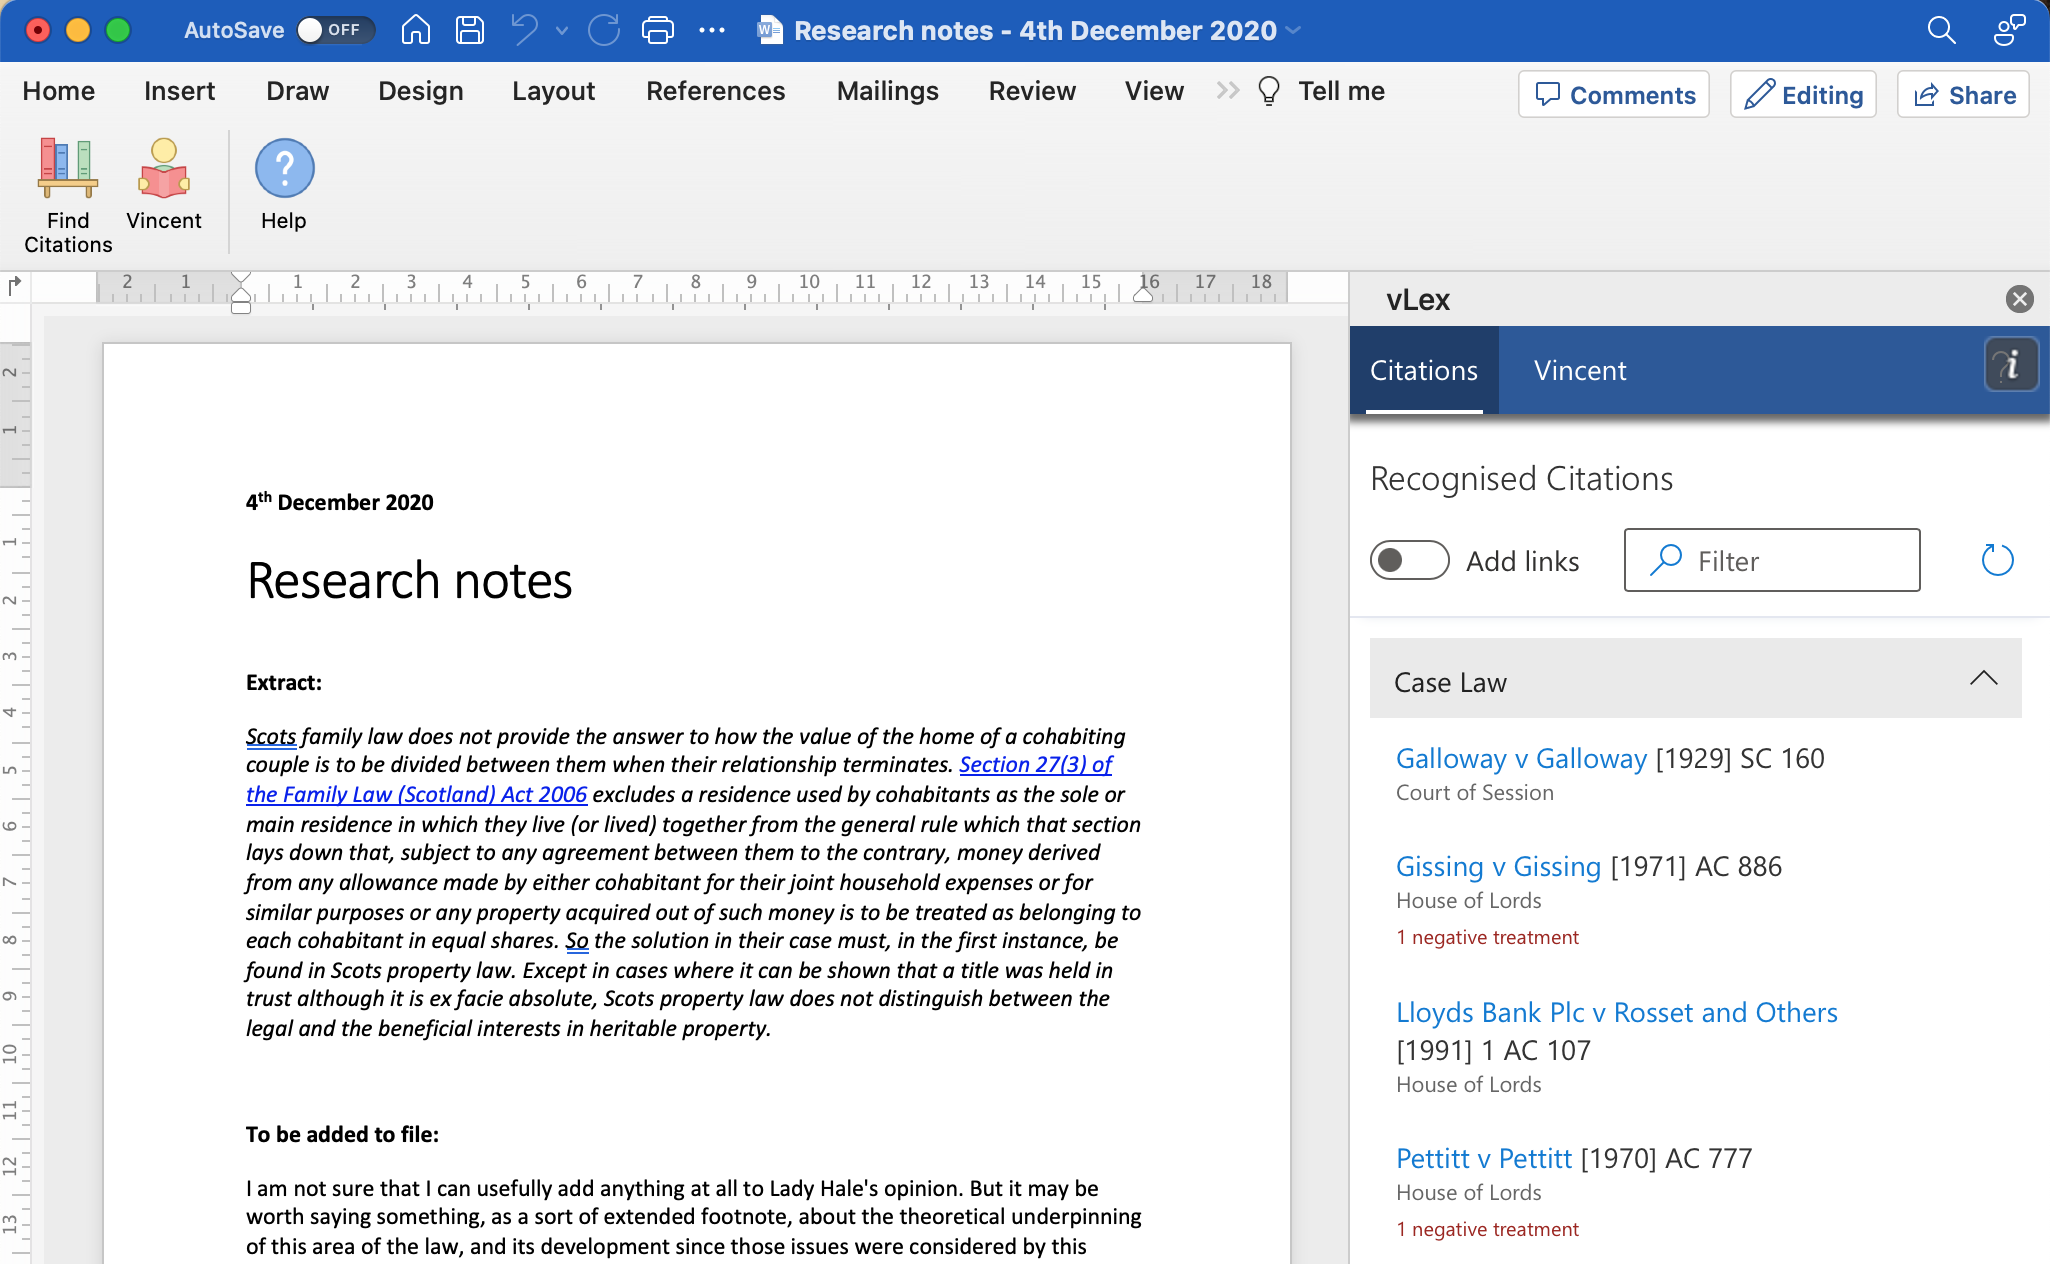 AutoSave OFF Research notes - 4th December 2020
Home Insert Draw Design Layout References Mailings Review View Tell me Comments Editing Share
Find Citations
Vincent
Help
2 1 1 2 3 4 5 6 7 8 9 10 11 12 13 14 15 16 17 18
2
1
1
2
3
4
5
6
7
8
9
10
11
12
13
4th December 2020
Research notes
Extract:
Scots family law does not provide the answer to how the value of the home of a cohabiting
couple is to be divided between them when their relationship terminates. Section 27(3) of
the Family Law (Scotland) Act 2006 excludes a residence used by cohabitants as the sole or
main residence in which they live (or lived) together from the general rule which that section
lays down that, subject to any agreement between them to the contrary, money derived
from any allowance made by either cohabitant for their joint household expenses or for
similar purposes or any property acquired out of such money is to be treated as belonging to
each cohabitant in equal shares. So the solution in their case must, in the first instance, be
found in Scots property law. Except in cases where it can be shown that a title was held in
trust although it is ex facie absolute, Scots property law does not distinguish between the
legal and the beneficial interests in heritable property.
To be added to file:
I am not sure that I can usefully add anything at all to Lady Hale's opinion. But it may be
worth saying something, as a sort of extended footnote, about the theoretical underpinning
of this area of the law, and its development since those issues were considered by this
vLex
Citations Vincent
Recognised Citations
Add links Filter
Case Law
Galloway v Galloway [1929] SC 160
Court of Session
Gissing v Gissing [1971] AC 886
House of Lords
1 negative treatment
Lloyds Bank Plc v Rosset and Others
[1991] 1 AC 107
House of Lords
Pettitt v Pettitt [1970] AC 777
House of Lords
1 negative treatment